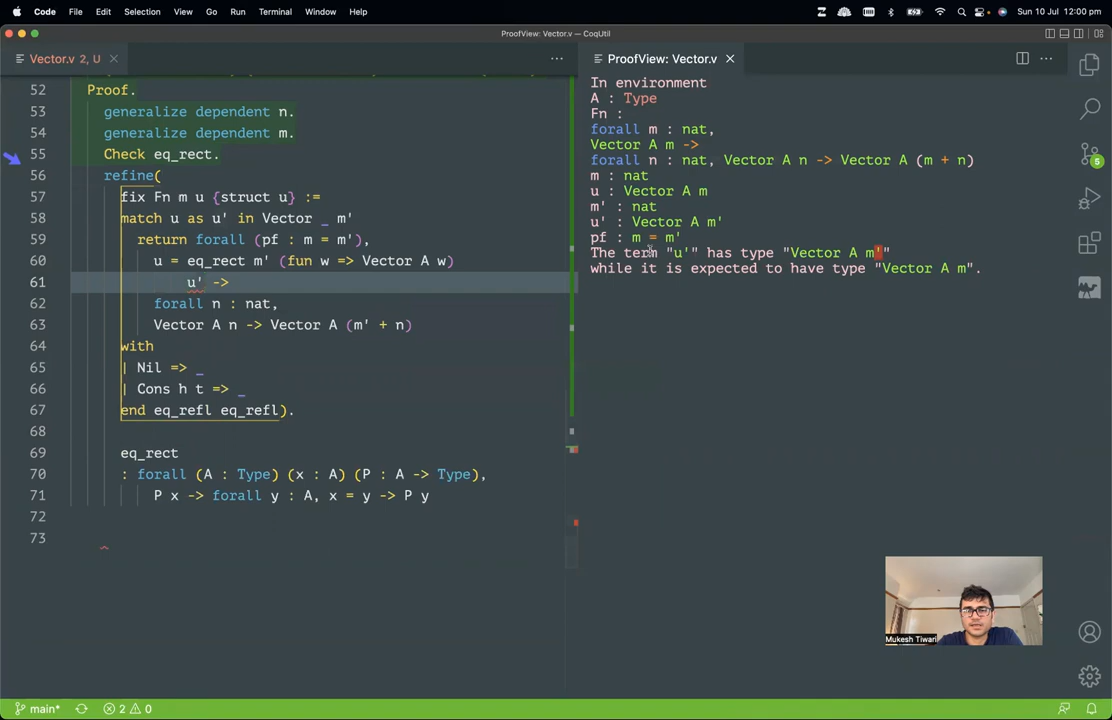 Code File Edit Selection View Go Run Terminal Window Help
Sun 10 Jul 12:00 pm
ProofView: Vector.v — CoqUtil
Vector.v 2, U
ProofView: Vector.v
52 Proof.
53 generalize dependent n.
54 generalize dependent m.
55 Check eq_rect.
56 refine(
57 fix Fn m u {struct u} :=
58 match u as u' in Vector _ m'
59 return forall (pf : m = m'),
60 u = eq_rect m' (fun w => Vector A w)
61 u' ->
62 forall n : nat,
63 Vector A n -> Vector A (m' + n)
64 with
65 | Nil => _
66 | Cons h t => _
67 end eq_refl eq_refl).
68
69 eq_rect
70 : forall (A : Type) (x : A) (P : A -> Type),
71 P x -> forall y : A, x = y -> P y
72
73
In environment
A : Type
Fn :
forall m : nat,
Vector A m ->
forall n : nat, Vector A n -> Vector A (m + n)
m : nat
u : Vector A m
m' : nat
u' : Vector A m'
pf : m = m'
The term "u'" has type "Vector A m'"
while it is expected to have type "Vector A m".
5
Mukesh Tiwari
main* 2 0